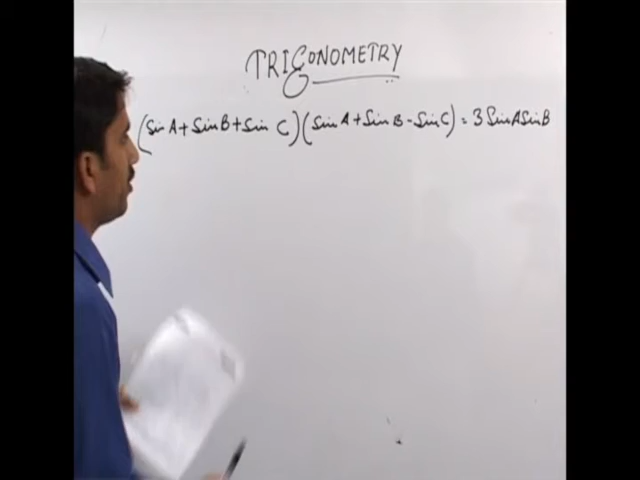 TRIGONOMETRY
(Sin A + Sin B + Sin C) (Sin A + Sin B - Sin C) = 3 Sin A Sin B